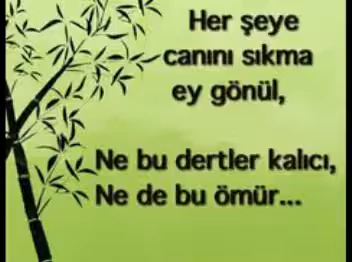 Her şeye
canını sıkma
ey gönül,
Ne bu dertler kalıcı,
Ne de bu ömür...